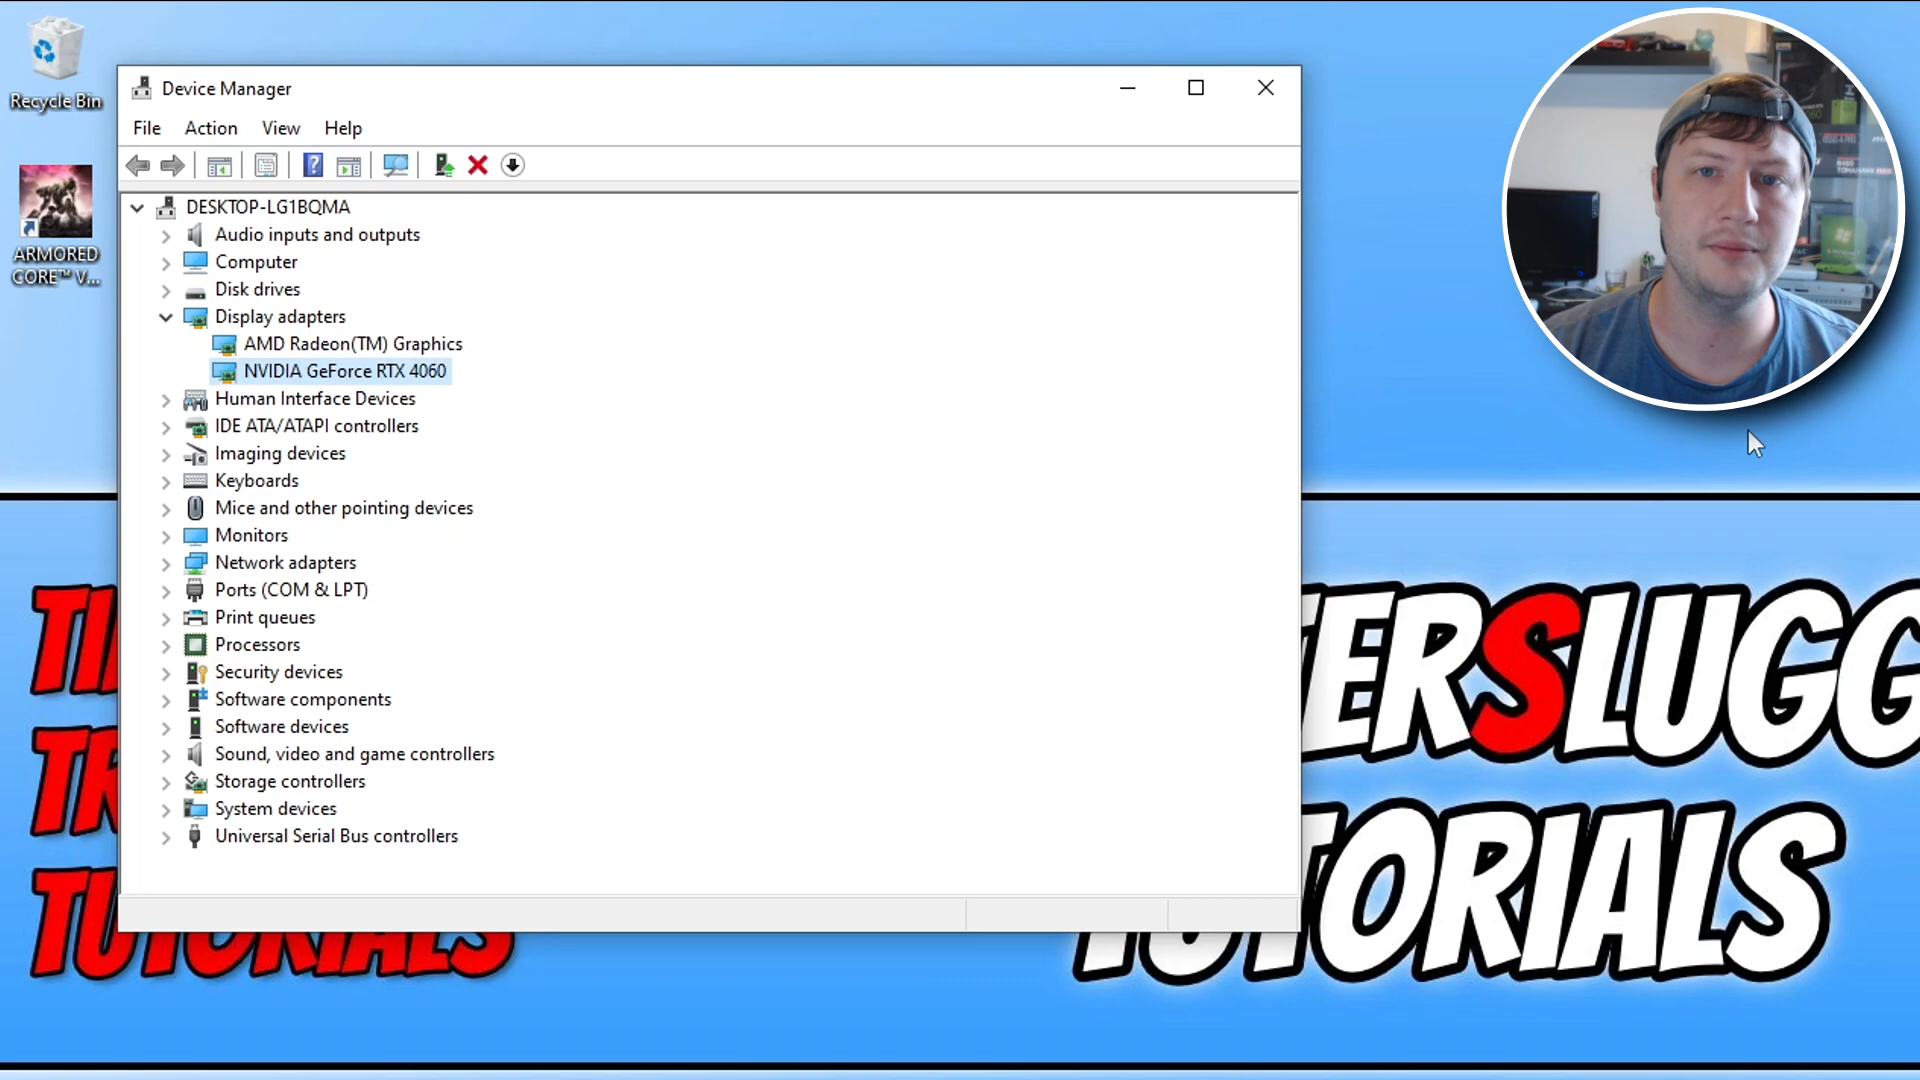 Recycle Bin
ARMORED
CORE™ V...
Device Manager
File Action View Help
DESKTOP-LG1BQMA
Audio inputs and outputs
Computer
Disk drives
Display adapters
AMD Radeon(TM) Graphics
NVIDIA GeForce RTX 4060
Human Interface Devices
IDE ATA/ATAPI controllers
Imaging devices
Keyboards
Mice and other pointing devices
Monitors
Network adapters
Ports (COM & LPT)
Print queues
Processors
Security devices
Software components
Software devices
Sound, video and game controllers
Storage controllers
System devices
Universal Serial Bus controllers
TUTORIALS
ERSLUGG
TUTORIALS